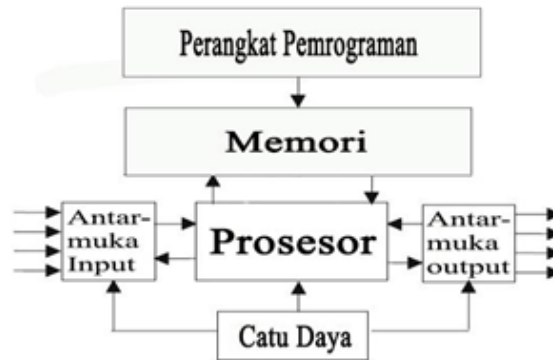 Perangkat Pemrograman
Memori
Antar-
muka
Input
Prosesor
Antar-
muka
output
Catu Daya